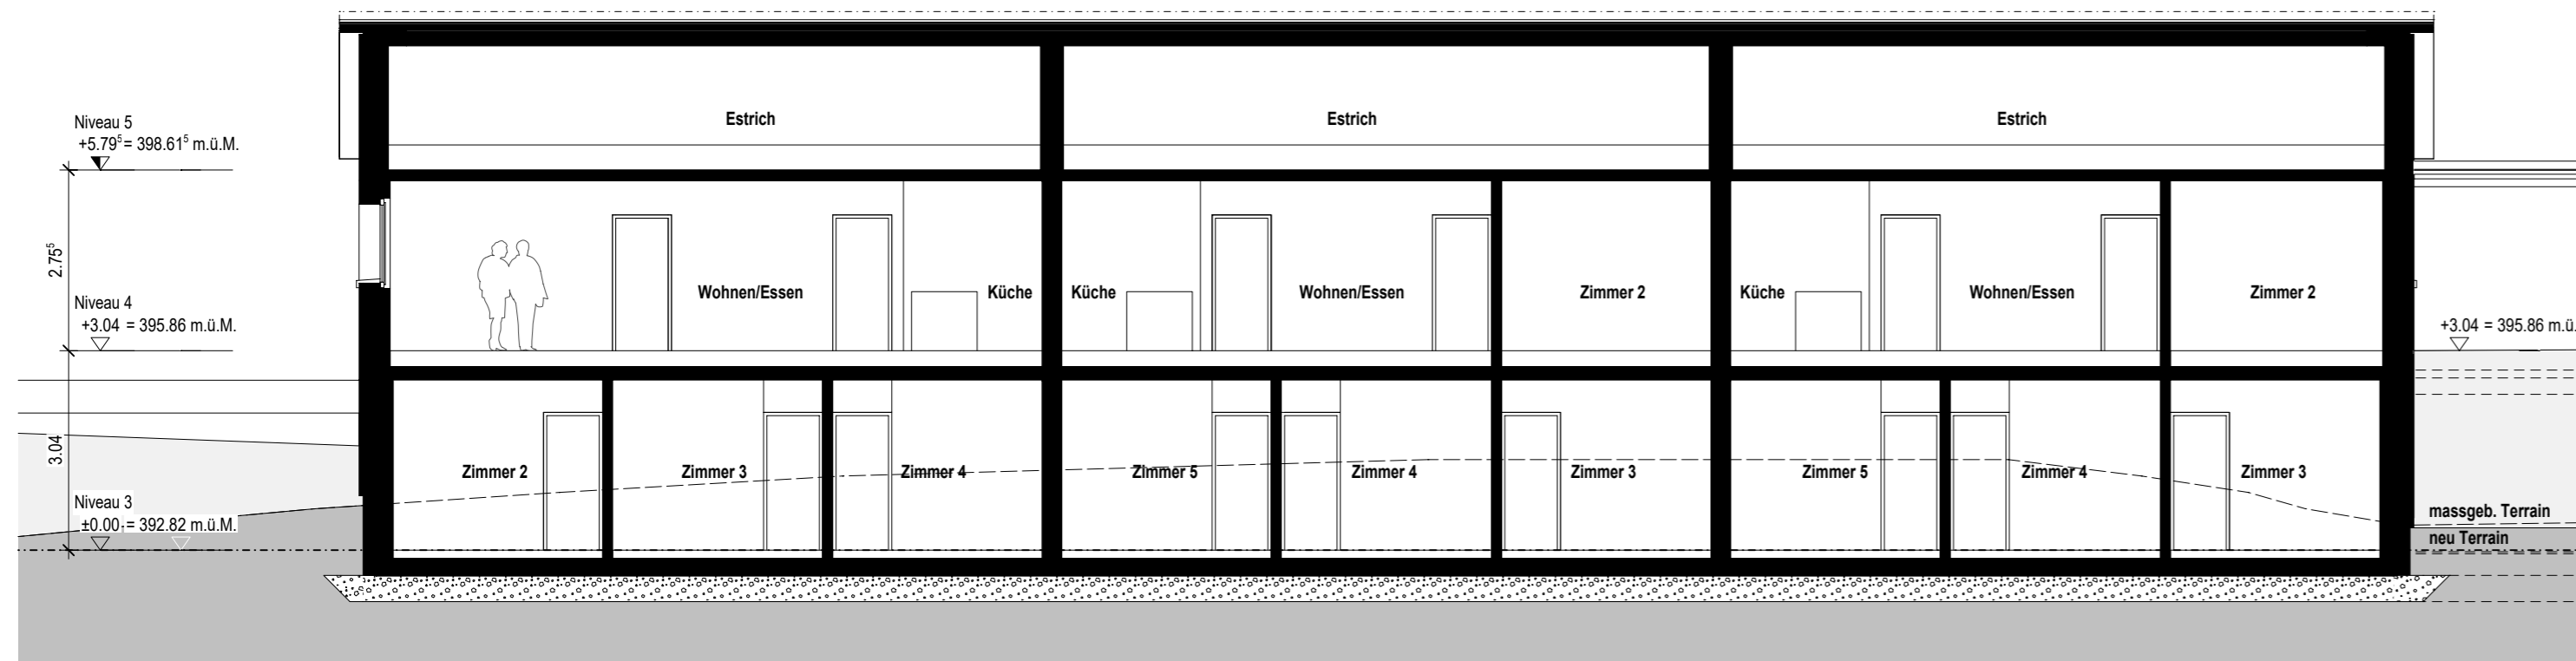 Estrich
Estrich
Estrich
Niveau 5
+5.79⁵= 398.61⁵ m.ü.M.
2.75⁵
Wohnen/Essen
Küche
Küche
Wohnen/Essen
Zimmer 2
Küche
Wohnen/Essen
Zimmer 2
Niveau 4
+3.04 = 395.86 m.ü.M.
+3.04 = 395.86 m.ü.
3.04
Zimmer 2
Zimmer 3
Zimmer 4
Zimmer 5
Zimmer 4
Zimmer 3
Zimmer 5
Zimmer 4
Zimmer 3
Niveau 3
±0.00 = 392.82 m.ü.M.
massgeb. Terrain
neu Terrain